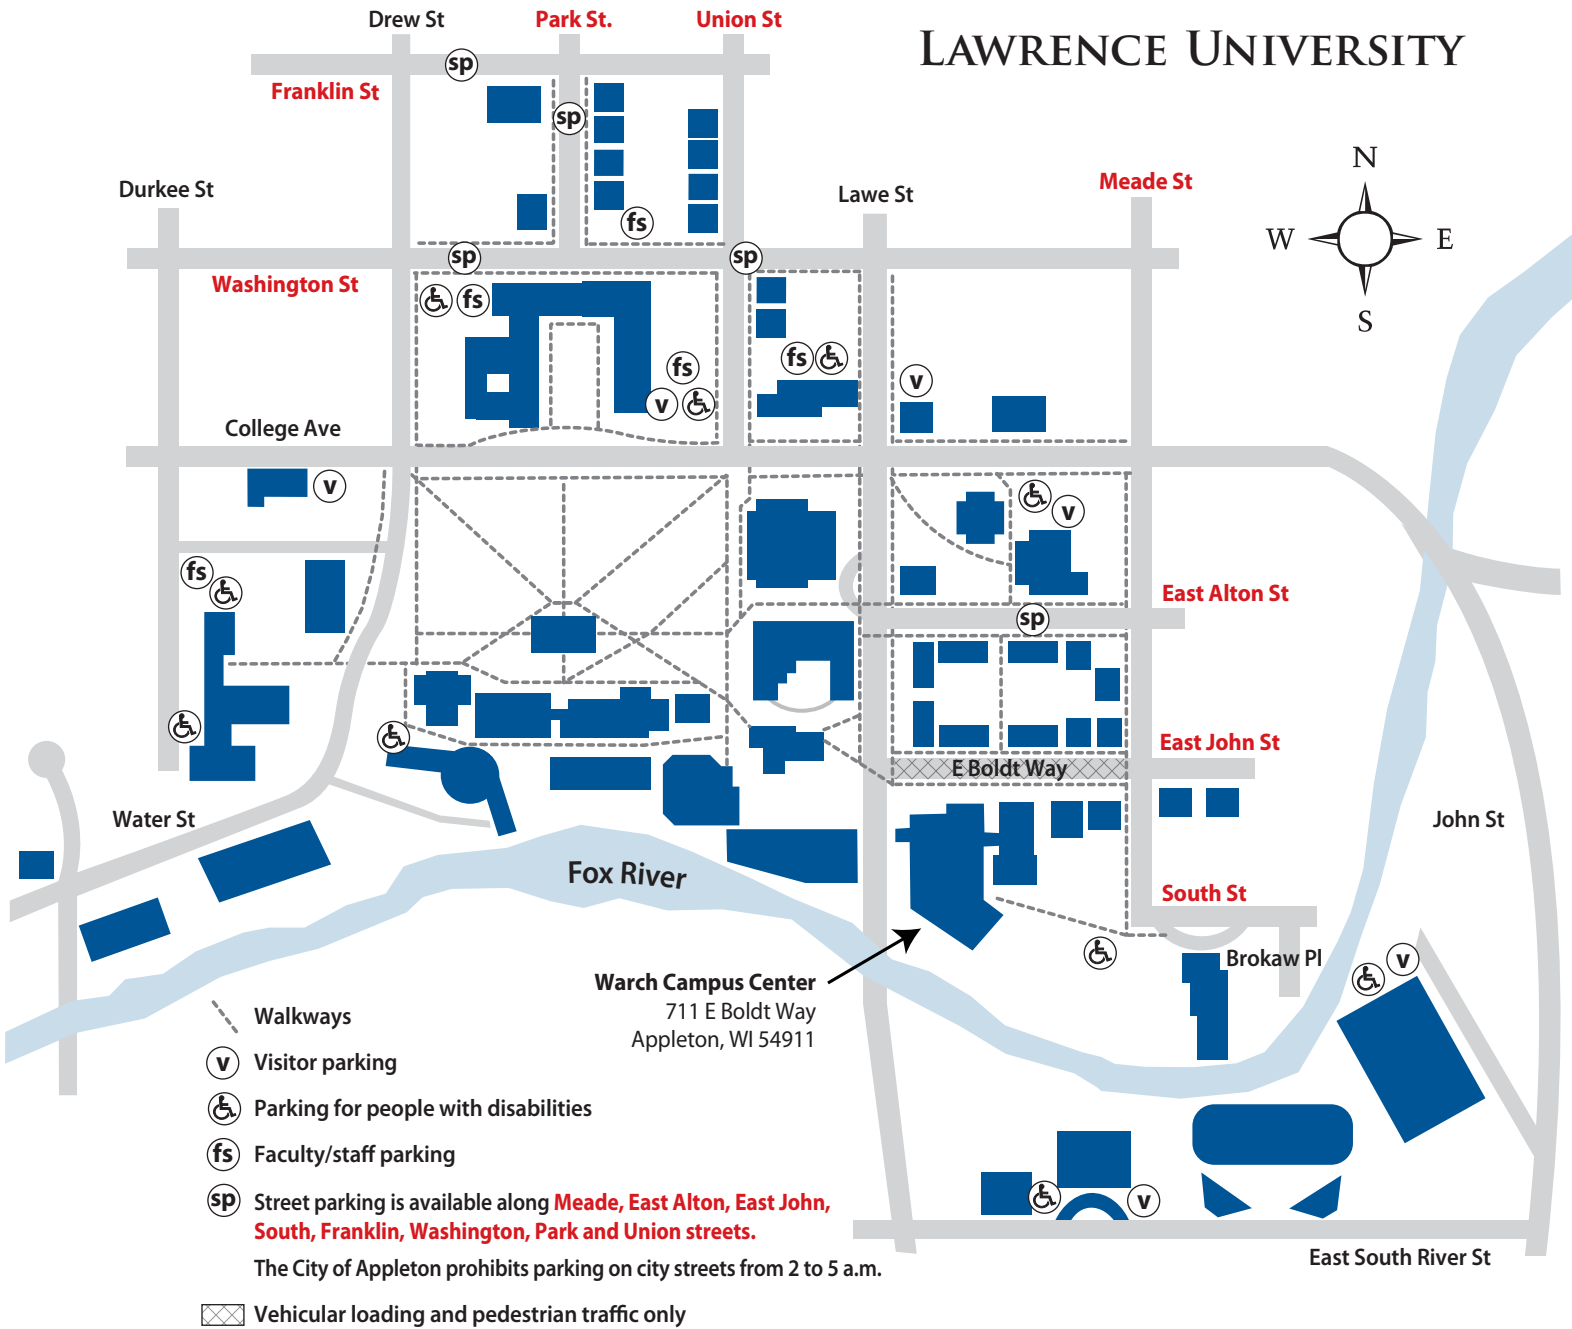 Drew St
Park St.
Union St
LAWRENCE UNIVERSITY
sp
Franklin St
sp
N
Durkee St
Lawe St
Meade St
fs
W
E
sp
sp
Washington St
fs
S
fs
fs
v
v
College Ave
v
v
fs
East Alton St
sp
East John St
E Boldt Way
Water St
John St
Fox River
South St
Brokaw Pl
v
Warch Campus Center
711 E Boldt Way
Appleton, WI 54911
Walkways
v Visitor parking
Parking for people with disabilities
fs Faculty/staff parking
sp Street parking is available along Meade, East Alton, East John,
South, Franklin, Washington, Park and Union streets.
v
The City of Appleton prohibits parking on city streets from 2 to 5 a.m.
East South River St
Vehicular loading and pedestrian traffic only